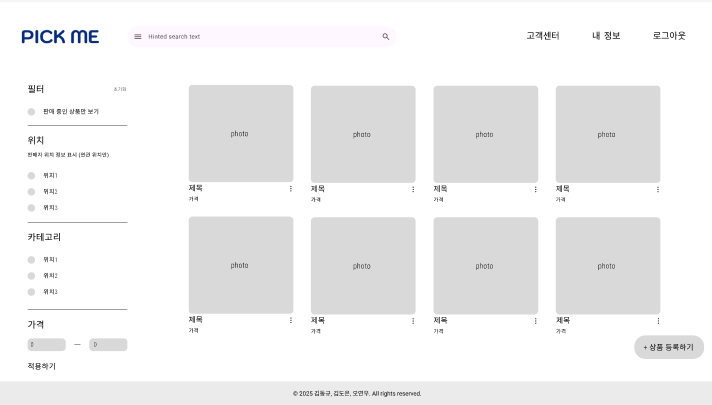 PICK ME
Hinted search text
고객센터
내 정보
로그아웃
필터
초기화
판매 중인 상품만 보기
위치
판매자 위치 정보 표시 (현관 위치만)
위치1
위치2
위치3
카테고리
위치1
위치2
위치3
가격
0
0
적용하기
photo
photo
photo
photo
제목
제목
제목
제목
가격
가격
가격
가격
photo
photo
photo
photo
제목
제목
제목
제목
가격
가격
가격
+ 상품 등록하기
© 2025 김동규, 김도은, 오연우. All rights reserved.